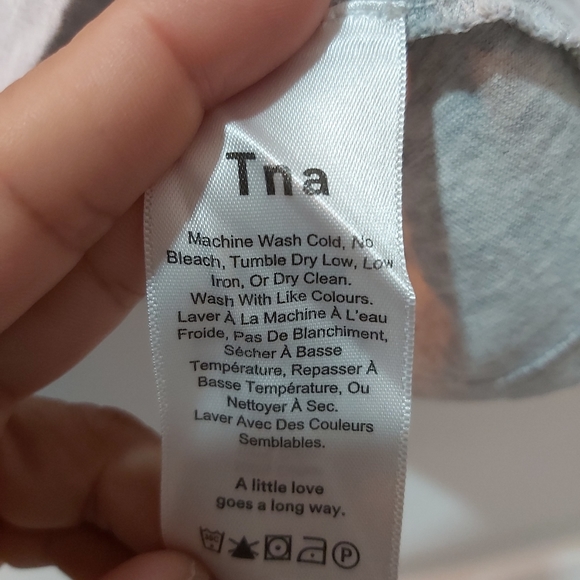 Tna
Machine Wash Cold, No
Bleach, Tumble Dry Low, Low
Iron, Or Dry Clean.
Wash With Like Colours.
Laver À La Machine À L'eau
Froide, Pas De Blanchiment,
Sécher À Basse
Température, Repasser À
Basse Température, Ou
Nettoyer À Sec.
Laver Avec Des Couleurs
Semblables.
A little love
goes a long way.
P